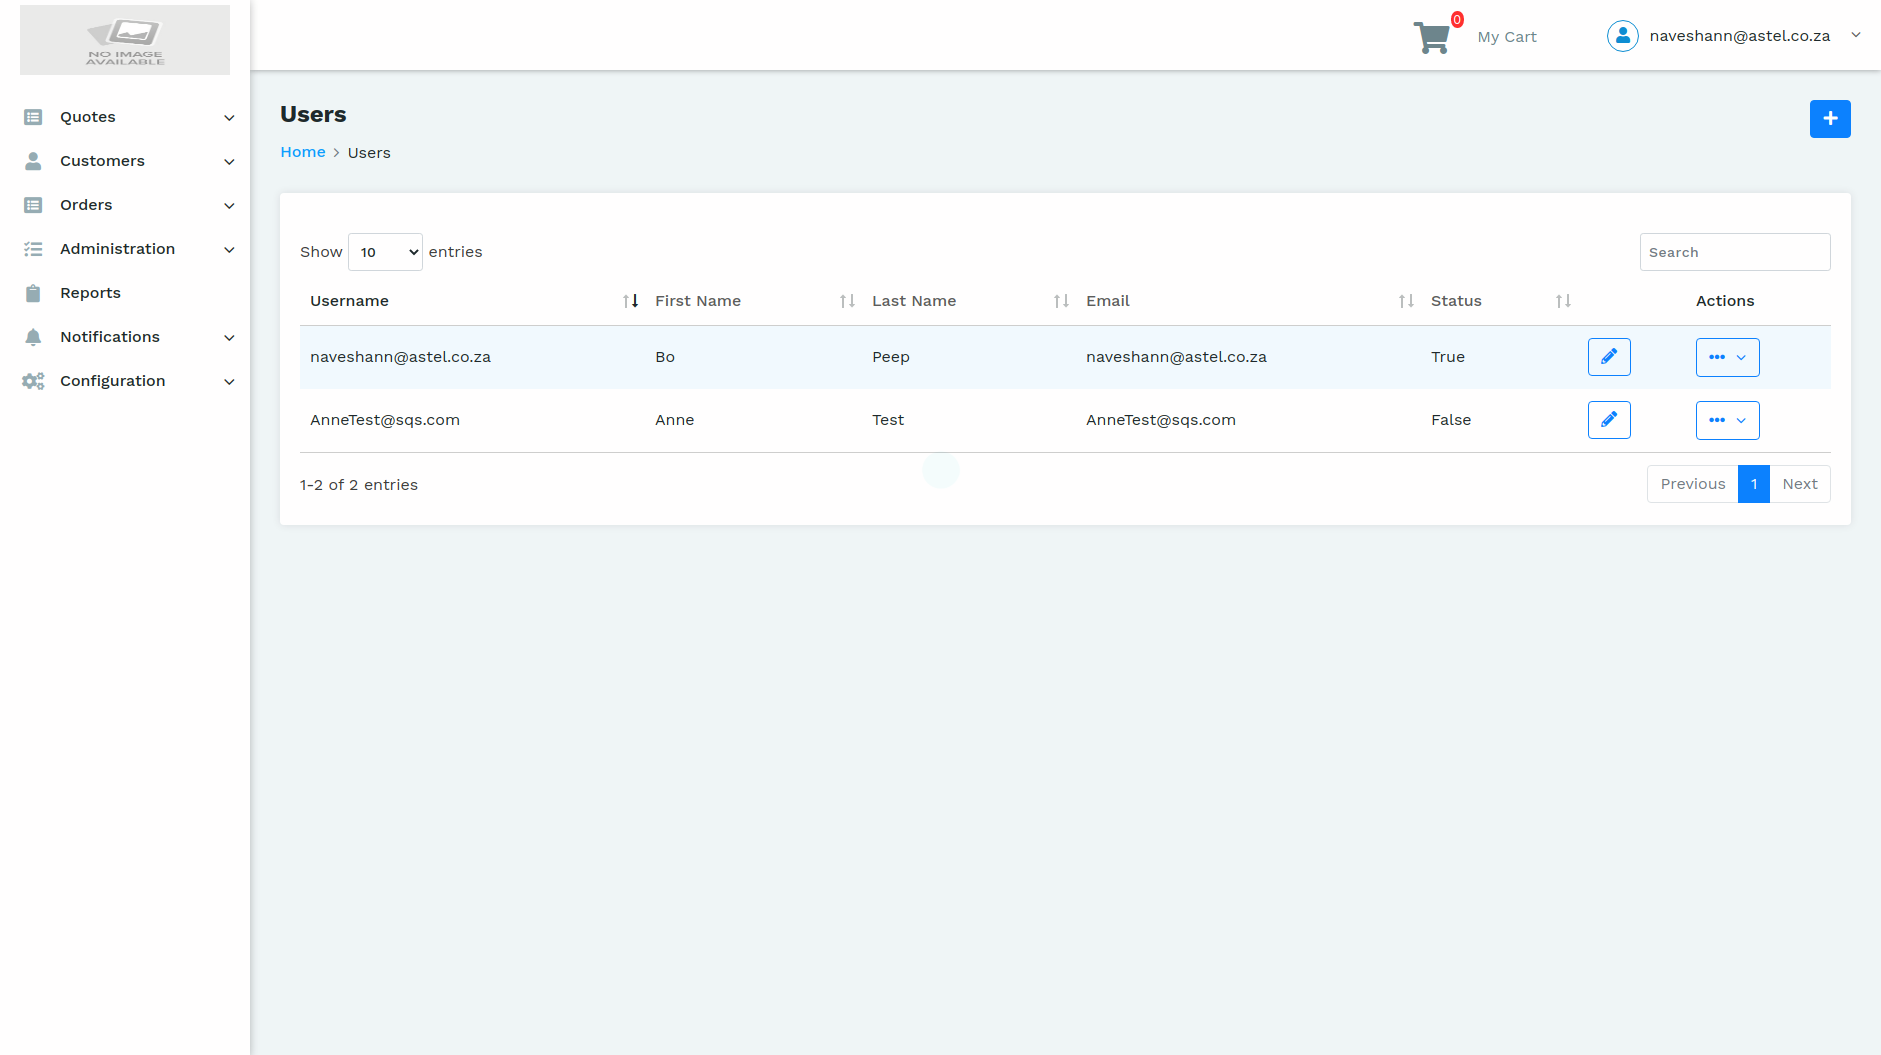 NO IMAGE
AVAILABLE
0
My Cart
naveshann@astel.co.za
Quotes
Customers
Orders
Administration
Reports
Notifications
Configuration
Users
Home > Users
Show 10 entries
Search
Username First Name Last Name Email Status Actions
naveshann@astel.co.za Bo Peep naveshann@astel.co.za True
AnneTest@sqs.com Anne Test AnneTest@sqs.com False
1-2 of 2 entries
Previous 1 Next